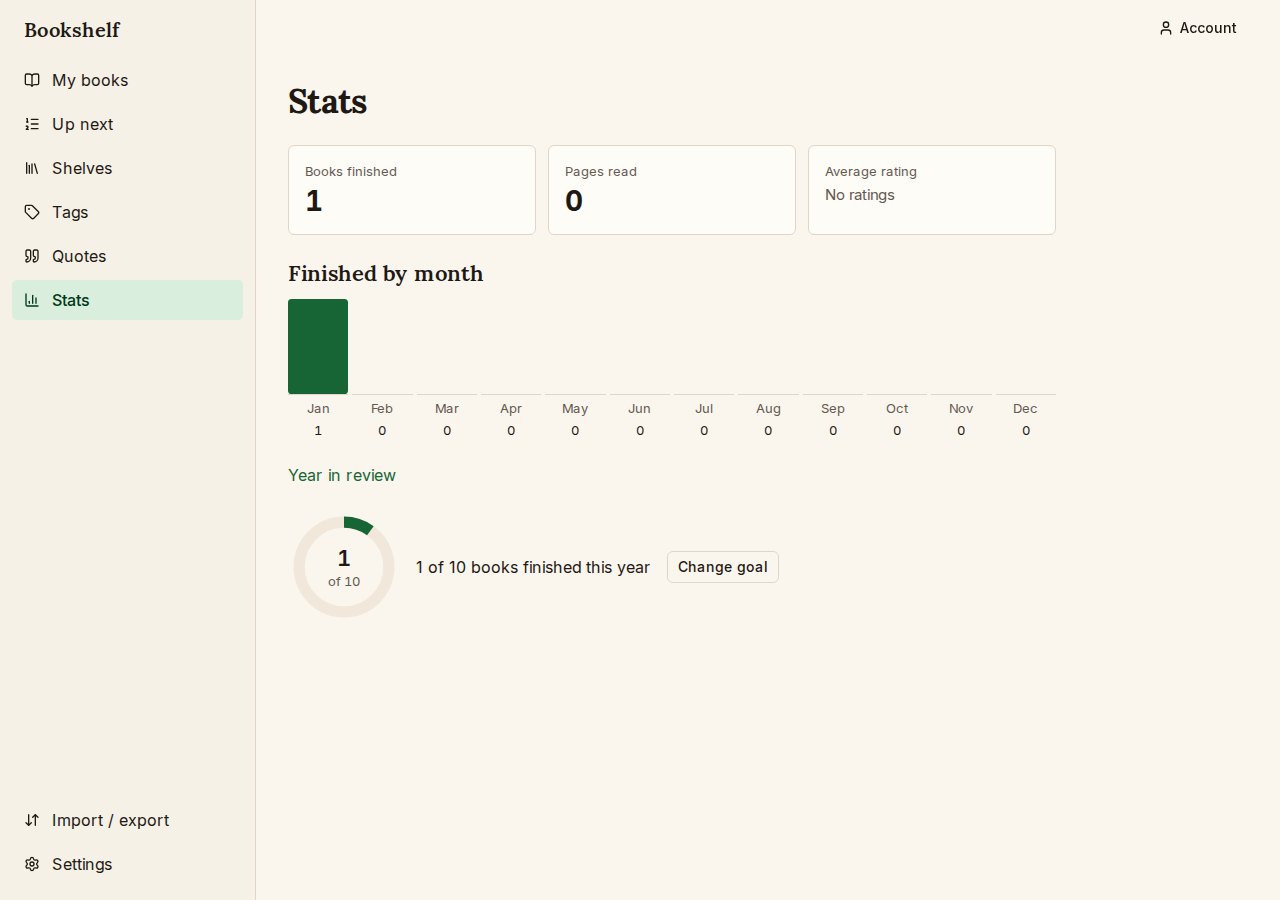 Bookshelf
My books
Up next
Shelves
Tags
Quotes
Stats
Import / export
Settings
Account
Stats
Books finished
1
Pages read
0
Average rating
No ratings
Finished by month
Jan Feb Mar Apr May Jun Jul Aug Sep Oct Nov Dec
1 0 0 0 0 0 0 0 0 0 0 0
Year in review
1
of 10
1 of 10 books finished this year
Change goal